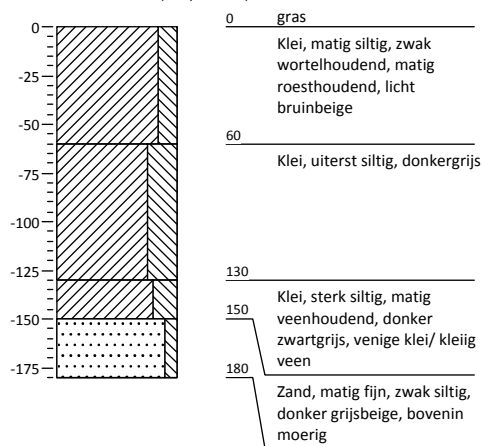 0
-25
-50
-75
-100
-125
-150
-175
0 gras
Klei, matig siltig, zwak
wortelhoudend, matig
roesthoudend, licht
bruinbeige
60
Klei, uiterst siltig, donkergrijs
130
Klei, sterk siltig, matig
veenhoudend, donker
zwartgrijs, venige klei/ kleiig
veen
150
Zand, matig fijn, zwak siltig,
donker grijsbeige, bovenin
moerig
180